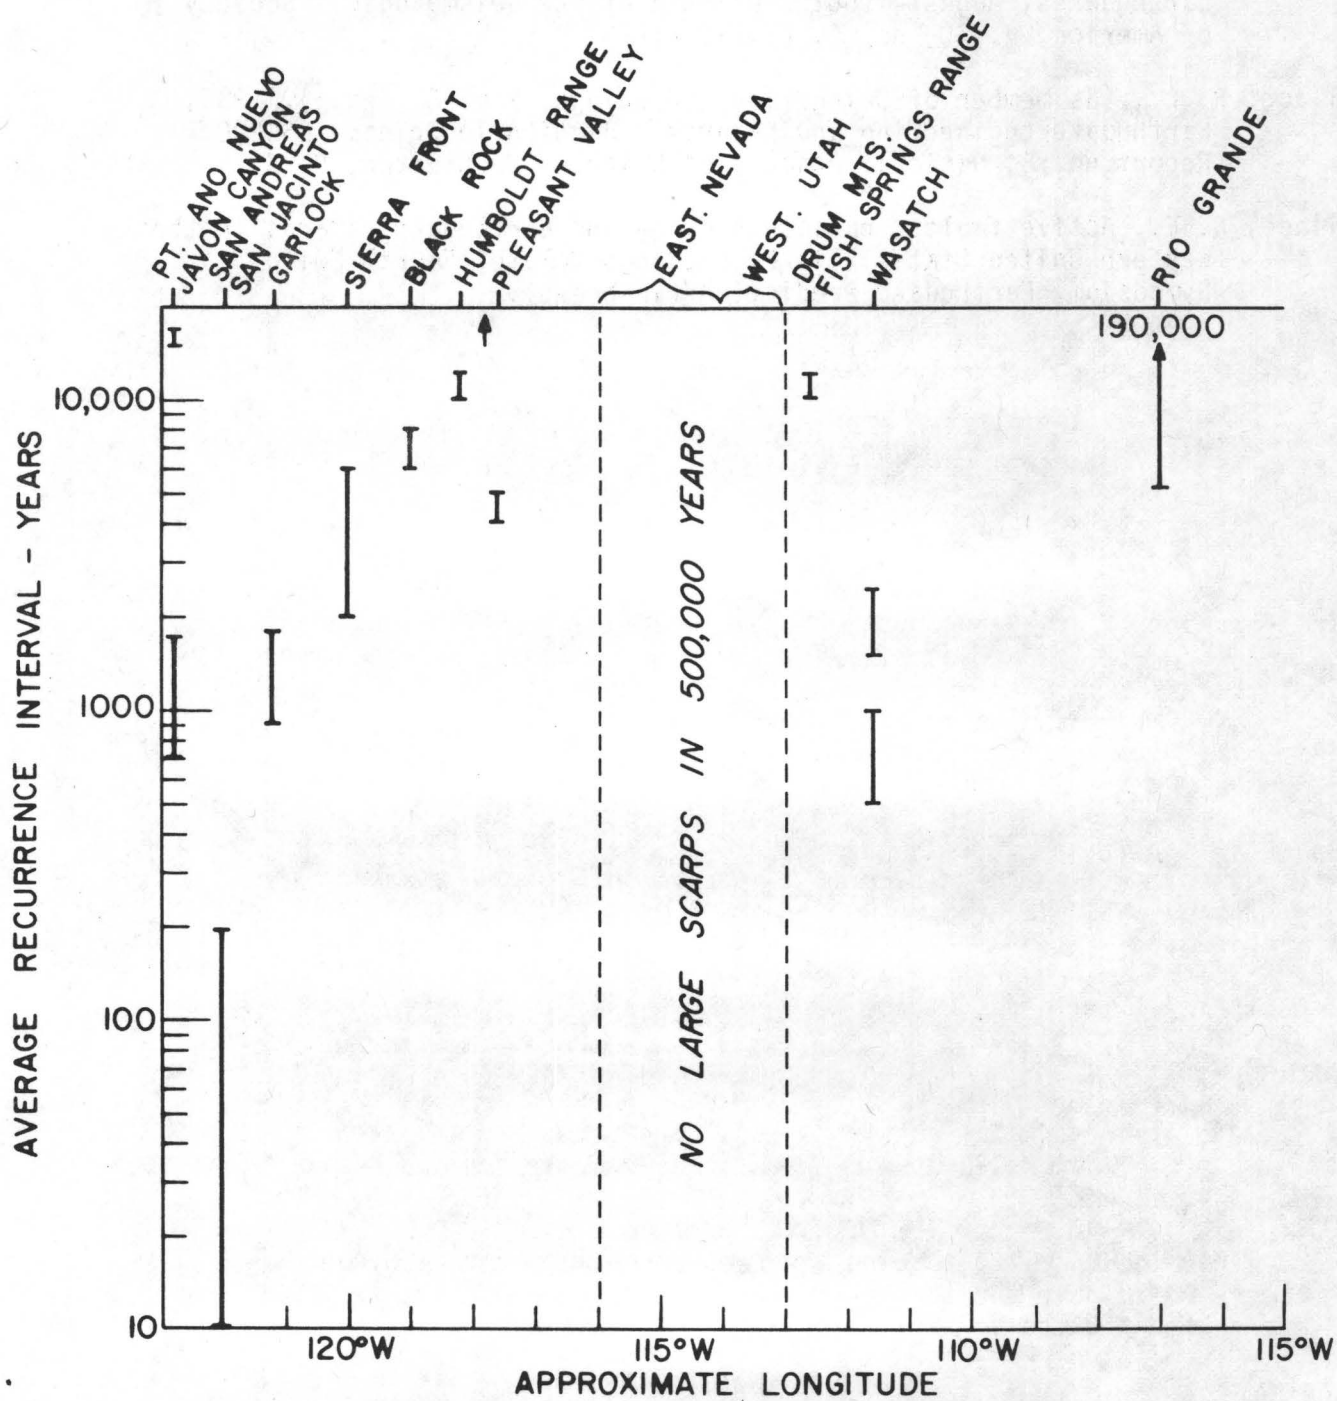 PT. ANO NUEVO
JAVON CANYON
SAN ANDREAS
SAN JACINTO
GARLOCK
SIERRA FRONT
BLACK ROCK
HUMBOLDT RANGE
PLEASANT VALLEY
EAST. NEVADA
WEST. UTAH
DRUM MTS.
FISH SPRINGS RANGE
WASATCH
RIO GRANDE
190,000
10,000
1000
100
10
AVERAGE RECURRENCE INTERVAL - YEARS
NO LARGE SCARPS IN 500,000 YEARS
120°W
115°W
110°W
115°W
APPROXIMATE LONGITUDE